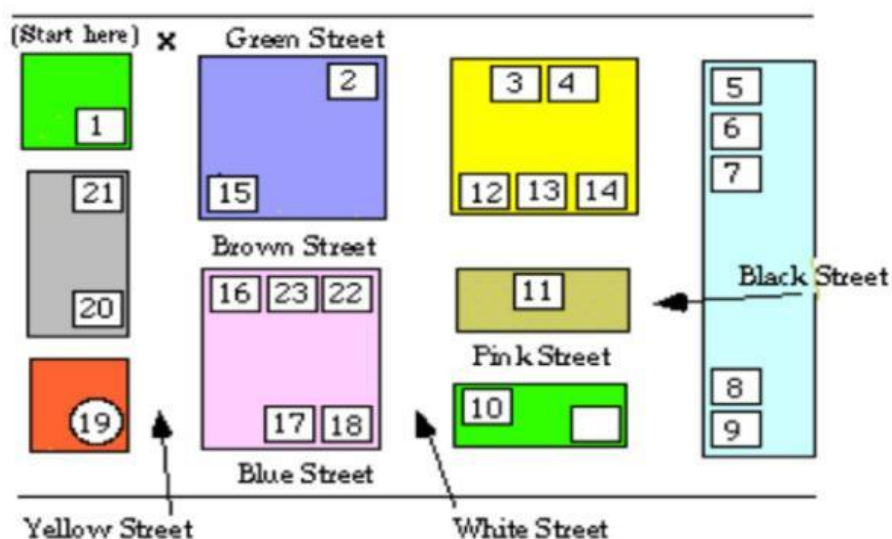 (Start here) x Green Street
2 3 4 5
1 6
7
21 15 12 13 14
Brown Street
20 16 23 22 11 Black Street
Pink Street
19 17 18 10 8
9
Blue Street
Yellow Street White Street